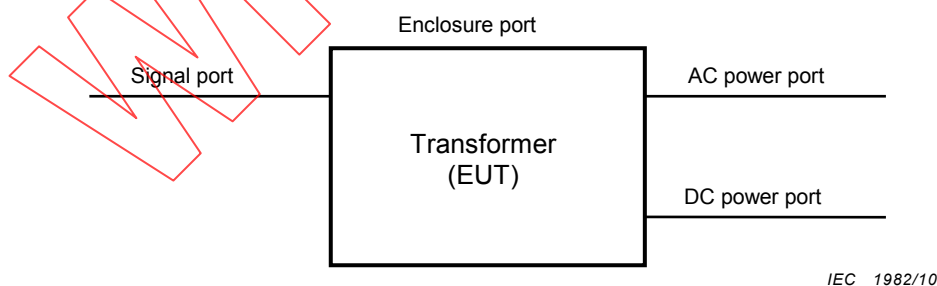 Enclosure port
Signal port
AC power port
Transformer
(EUT)
DC power port
IEC 1982/10